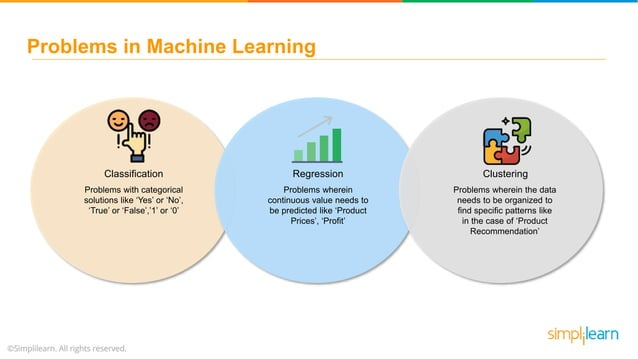 Problems in Machine Learning
Classification
Problems with categorical
solutions like ‘Yes’ or ‘No’,
‘True’ or ‘False’,’1’ or ‘0’
Regression
Problems wherein
continuous value needs to
be predicted like ‘Product
Prices’, ‘Profit’
Clustering
Problems wherein the data
needs to be organized to
find specific patterns like
in the case of ‘Product
Recommendation’
©Simplilearn. All rights reserved.
simplilearn